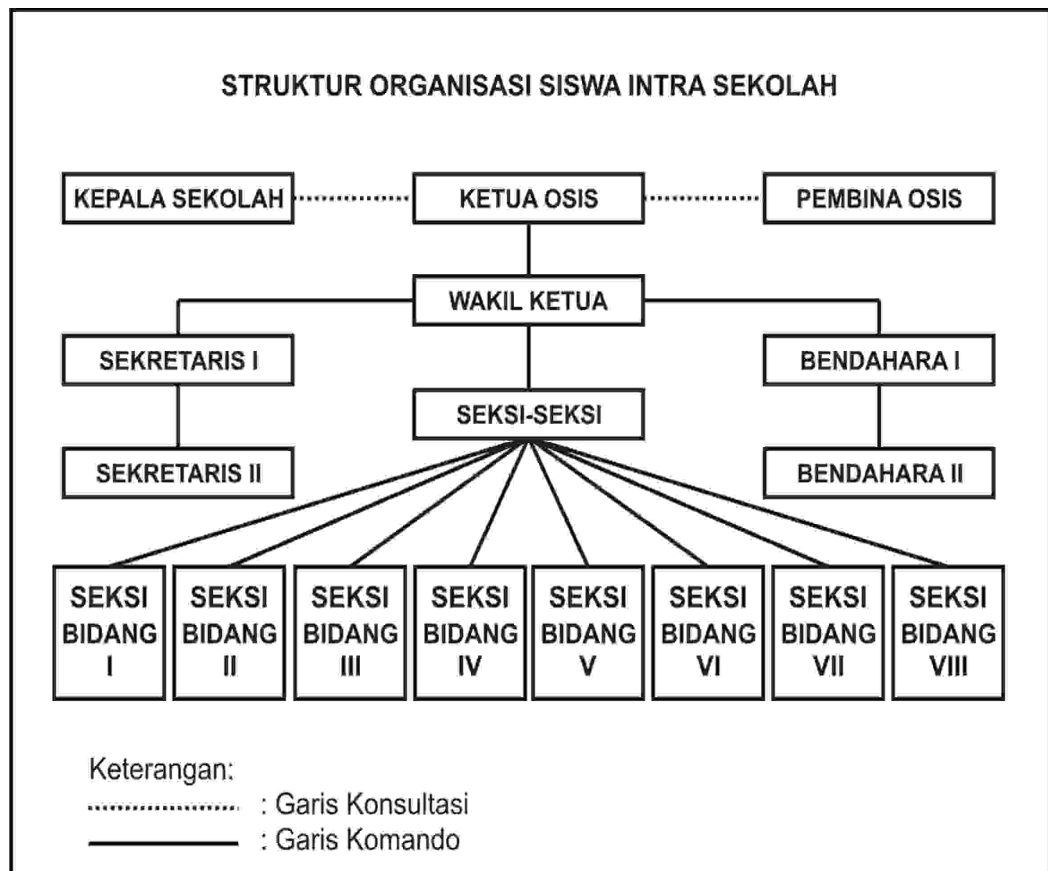 STRUKTUR ORGANISASI SISWA INTRA SEKOLAH
KEPALA SEKOLAH
KETUA OSIS
PEMBINA OSIS
WAKIL KETUA
SEKRETARIS I
BENDAHARA I
SEKSI-SEKSI
SEKRETARIS II
BENDAHARA II
SEKSI
BIDANG
I
SEKSI
BIDANG
II
SEKSI
BIDANG
III
SEKSI
BIDANG
IV
SEKSI
BIDANG
V
SEKSI
BIDANG
VI
SEKSI
BIDANG
VII
SEKSI
BIDANG
VIII
Keterangan:
: Garis Konsultasi
: Garis Komando